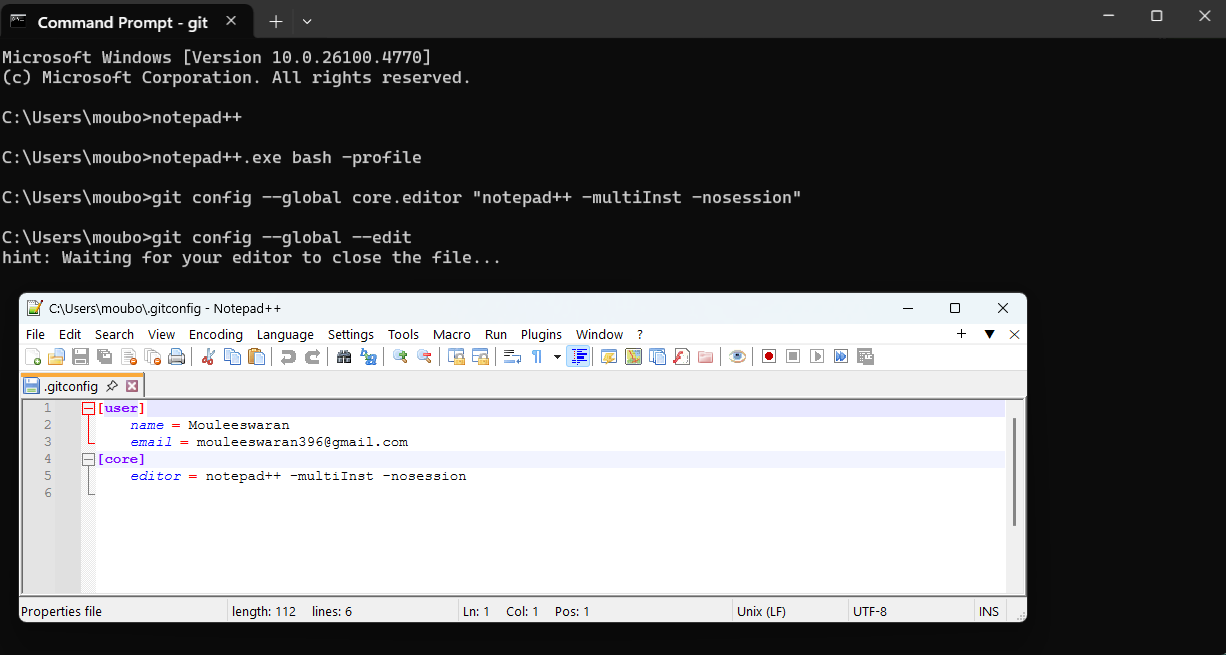 Command Prompt - git
Microsoft Windows [Version 10.0.26100.4770]
(c) Microsoft Corporation. All rights reserved.
C:\Users\moubo>notepad++
C:\Users\moubo>notepad++.exe bash -profile
C:\Users\moubo>git config --global core.editor "notepad++ -multiInst -nosession"
C:\Users\moubo>git config --global --edit
hint: Waiting for your editor to close the file...
C:\Users\moubo\.gitconfig - Notepad++
File Edit Search View Encoding Language Settings Tools Macro Run Plugins Window ?
.gitconfig
1 [user]
2 name = Mouleeswaran
3 email = mouleeswaran396@gmail.com
4 [core]
5 editor = notepad++ -multiInst -nosession
6
Properties file length: 112 lines: 6 Ln: 1 Col: 1 Pos: 1 Unix (LF) UTF-8 INS